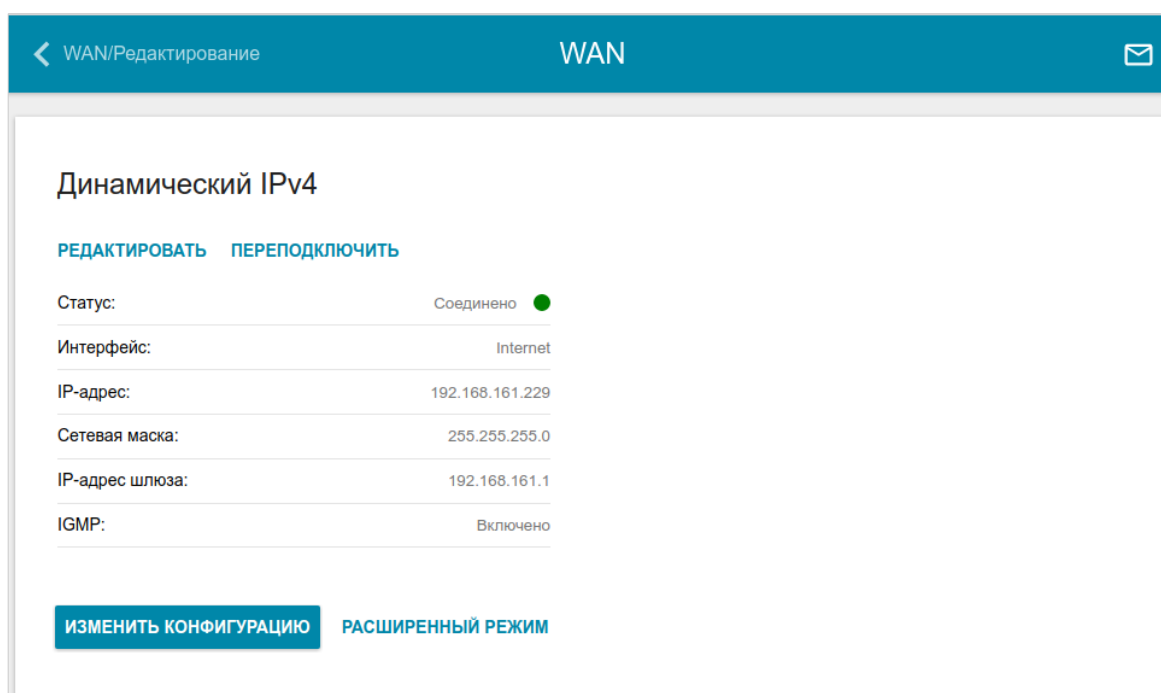 WAN/Редактирование
WAN
Динамический IPv4
РЕДАКТИРОВАТЬ ПЕРЕПОДКЛЮЧИТЬ
Статус: Соединено
Интерфейс: Internet
IP-адрес: 192.168.161.229
Сетевая маска: 255.255.255.0
IP-адрес шлюза: 192.168.161.1
IGMP: Включено
ИЗМЕНИТЬ КОНФИГУРАЦИЮ РАСШИРЕННЫЙ РЕЖИМ